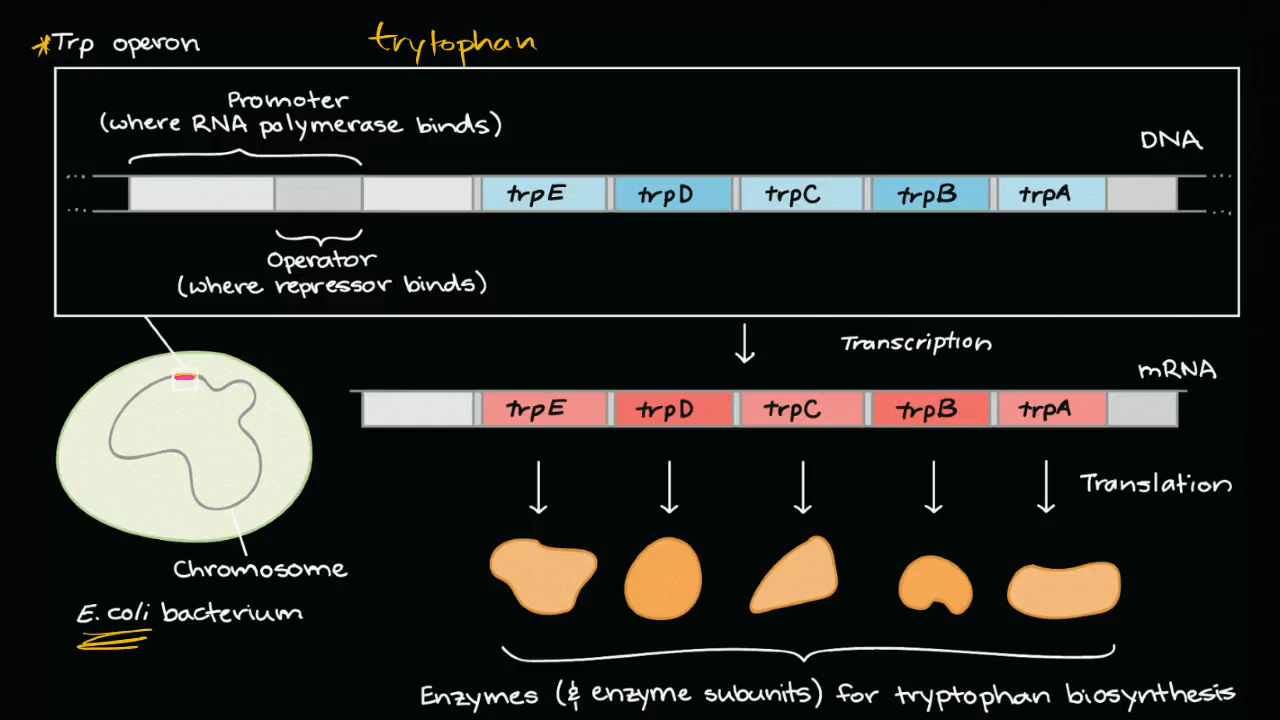 *Trp operon
trytophan
Promoter
(where RNA polymerase binds)
DNA
trpE trpD trpC trpB trpA
Operator
(where repressor binds)
Transcription
mRNA
trpE trpD trpC trpB trpA
Translation
Chromosome
E. coli bacterium
Enzymes (& enzyme subunits) for tryptophan biosynthesis